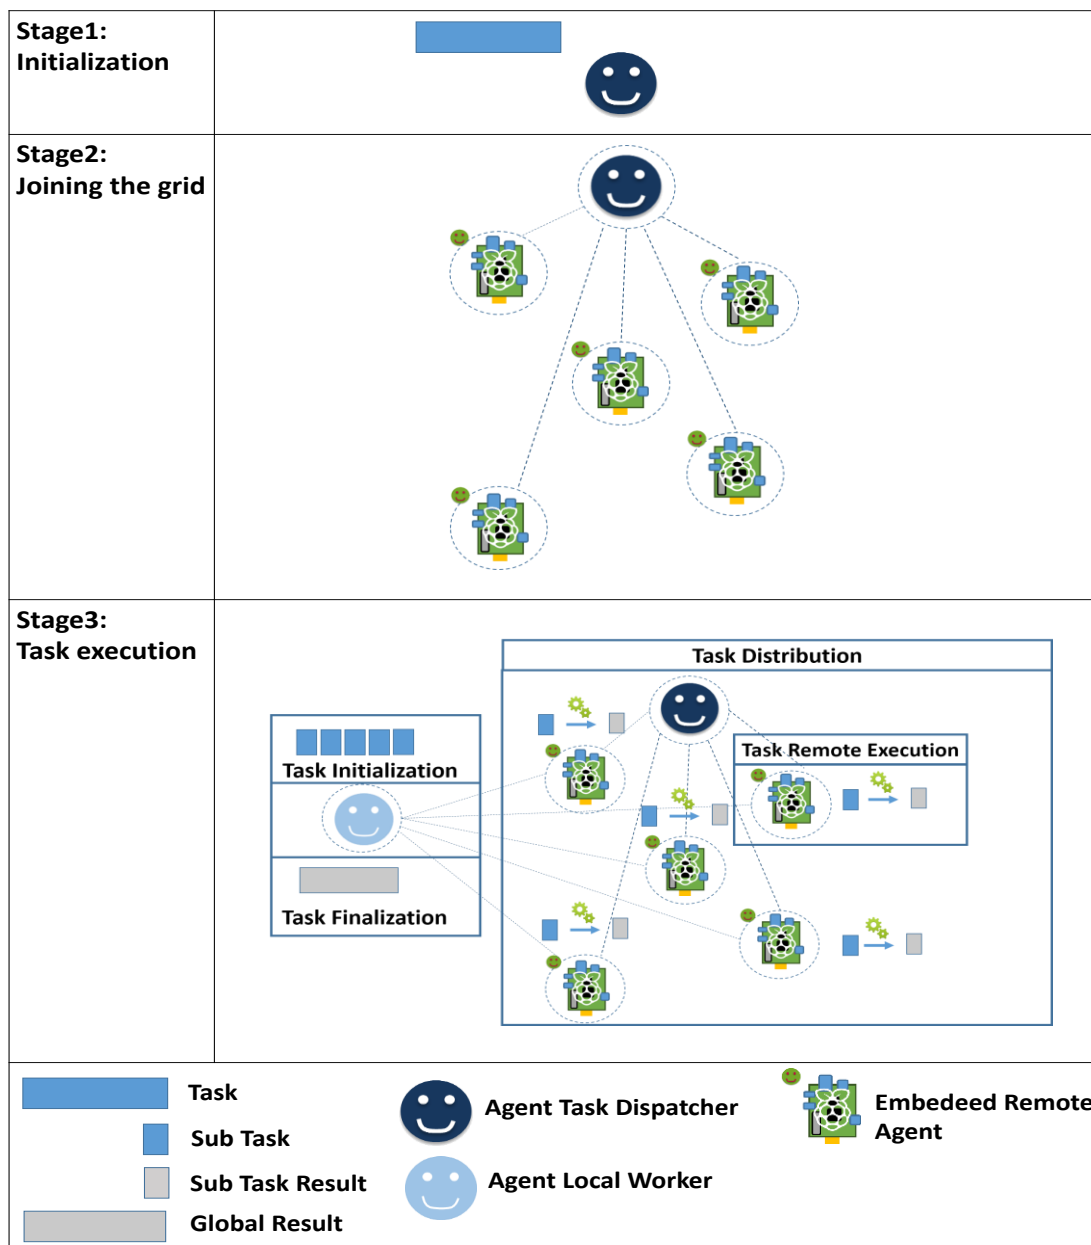 Stage1:
Initialization
Stage2:
Joining the grid
Stage3:
Task execution
Task Distribution
Task Remote Execution
Task Initialization
Task Finalization
Task
Sub Task
Sub Task Result
Global Result
Agent Task Dispatcher
Agent Local Worker
Embedeed Remote
Agent